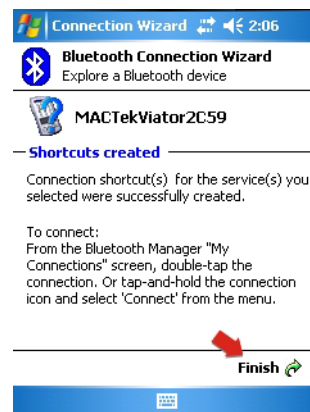 Connection Wizard 2:06
Bluetooth Connection Wizard
Explore a Bluetooth device
MACTekViator2C59
Shortcuts created
Connection shortcut(s) for the service(s) you
selected were successfully created.
To connect:
From the Bluetooth Manager "My
Connections" screen, double-tap the
connection. Or tap-and-hold the connection
icon and select 'Connect' from the menu.
Finish